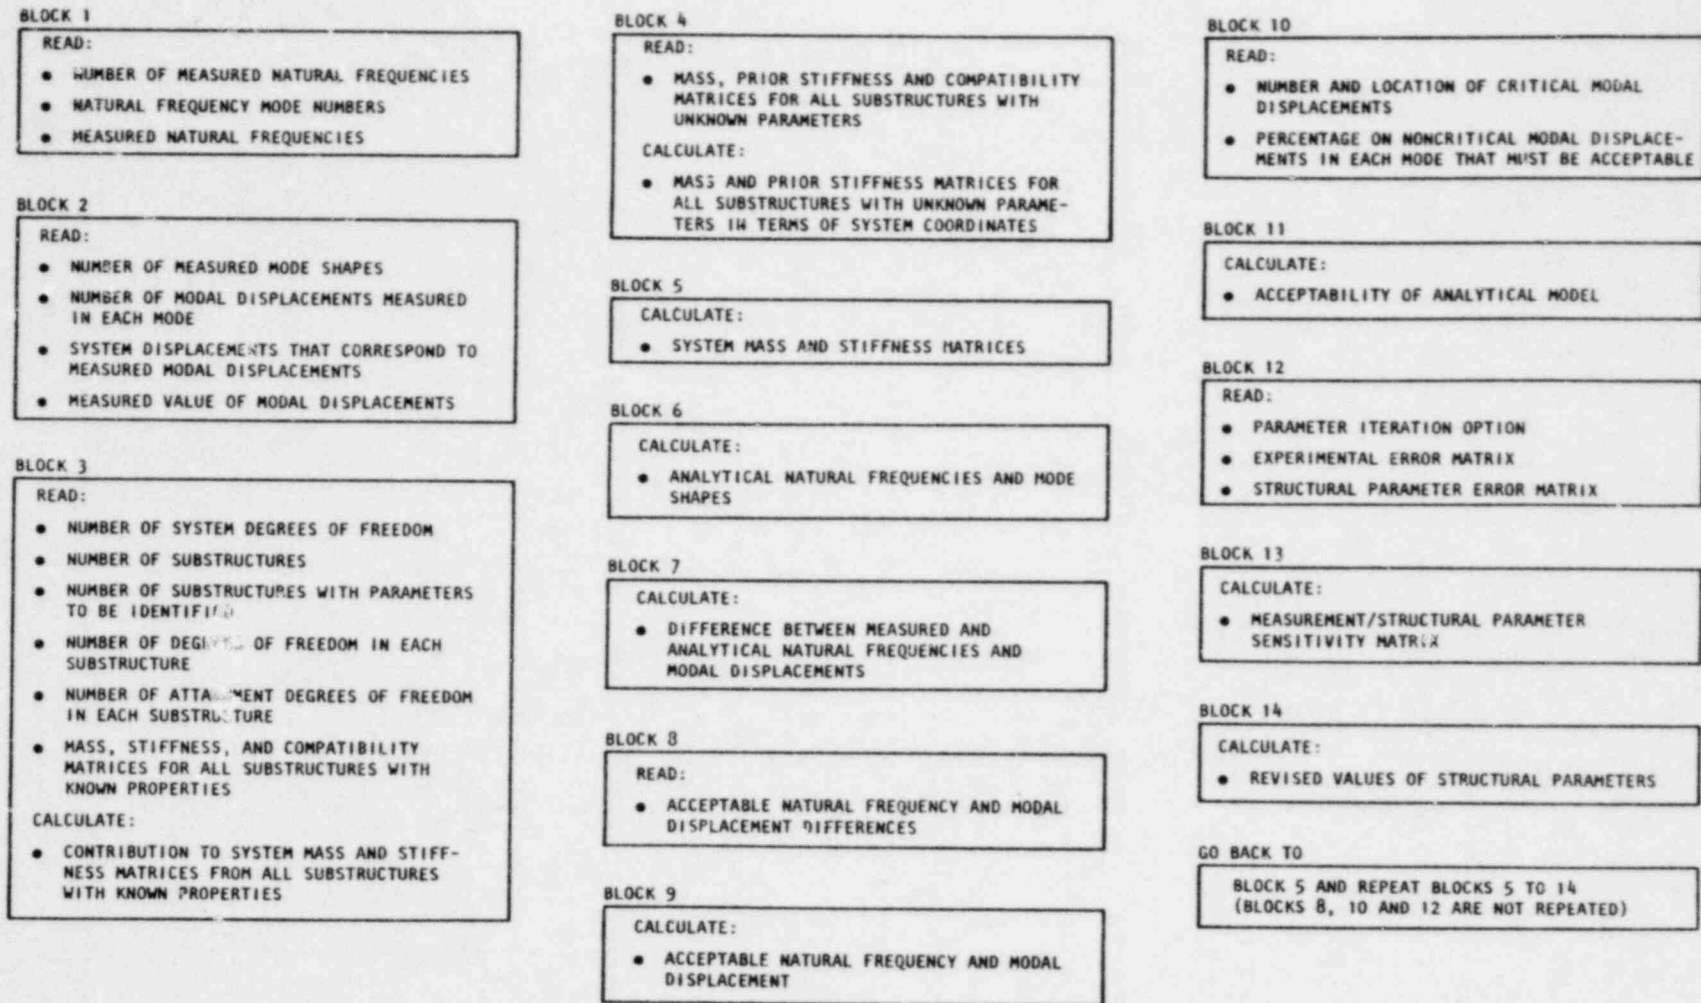 BLOCK 1
READ:
• NUMBER OF MEASURED NATURAL FREQUENCIES
• NATURAL FREQUENCY MODE NUMBERS
• MEASURED NATURAL FREQUENCIES
BLOCK 2
READ:
• NUMBER OF MEASURED MODE SHAPES
• NUMBER OF MODAL DISPLACEMENTS MEASURED
IN EACH MODE
• SYSTEM DISPLACEMENTS THAT CORRESPOND TO
MEASURED MODAL DISPLACEMENTS
• MEASURED VALUE OF MODAL DISPLACEMENTS
BLOCK 3
READ:
• NUMBER OF SYSTEM DEGREES OF FREEDOM
• NUMBER OF SUBSTRUCTURES
• NUMBER OF SUBSTRUCTURES WITH PARAMETERS
TO BE
• NUMBER OF OF FREEDOM IN EACH
SUBSTRUCTURE
• NUMBER OF DEGREES OF FREEDOM
IN EACH SUBSTRUCTURE
• MASS, STIFFNESS, AND COMPATIBILITY
MATRICES FOR ALL SUBSTRUCTURES WITH
KNOWN PROPERTIES
CALCULATE:
• CONTRIBUTION TO SYSTEM MASS AND STIFF-
NESS MATRICES FROM ALL SUBSTRUCTURES
WITH KNOWN PROPERTIES
BLOCK 4
READ:
• MASS, PRIOR STIFFNESS AND COMPATIBILITY
MATRICES FOR ALL SUBSTRUCTURES WITH
UNKNOWN PARAMETERS
CALCULATE:
• MASS AND PRIOR STIFFNESS MATRICES FOR
ALL SUBSTRUCTURES WITH UNKNOWN PARAME-
TERS IN TERMS OF SYSTEM COORDINATES
BLOCK 5
CALCULATE:
• SYSTEM MASS AND STIFFNESS MATRICES
BLOCK 6
CALCULATE:
• ANALYTICAL NATURAL FREQUENCIES AND MODE
SHAPES
BLOCK 7
CALCULATE:
• DIFFERENCE BETWEEN MEASURED AND
ANALYTICAL NATURAL FREQUENCIES AND
MODAL DISPLACEMENTS
BLOCK 8
READ:
• ACCEPTABLE NATURAL FREQUENCY AND MODAL
DISPLACEMENT DIFFERENCES
BLOCK 9
CALCULATE:
• ACCEPTABLE NATURAL FREQUENCY AND MODAL
DISPLACEMENT
BLOCK 10
READ:
• NUMBER AND LOCATION OF CRITICAL MODAL
DISPLACEMENTS
• PERCENTAGE ON NONCRITICAL MODAL DISPLACE-
MENTS IN EACH MODE THAT MUST BE ACCEPTABLE
BLOCK 11
CALCULATE:
• ACCEPTABILITY OF ANALYTICAL MODEL
BLOCK 12
READ:
• PARAMETER ITERATION OPTION
• EXPERIMENTAL ERROR MATRIX
• STRUCTURAL PARAMETER ERROR MATRIX
BLOCK 13
CALCULATE:
• MEASUREMENT/STRUCTURAL PARAMETER
SENSITIVITY MATRIX
BLOCK 14
CALCULATE:
• REVISED VALUES OF STRUCTURAL PARAMETERS
GO BACK TO
BLOCK 5 AND REPEAT BLOCKS 5 TO 14
(BLOCKS 8, 10 AND 12 ARE NOT REPEATED)